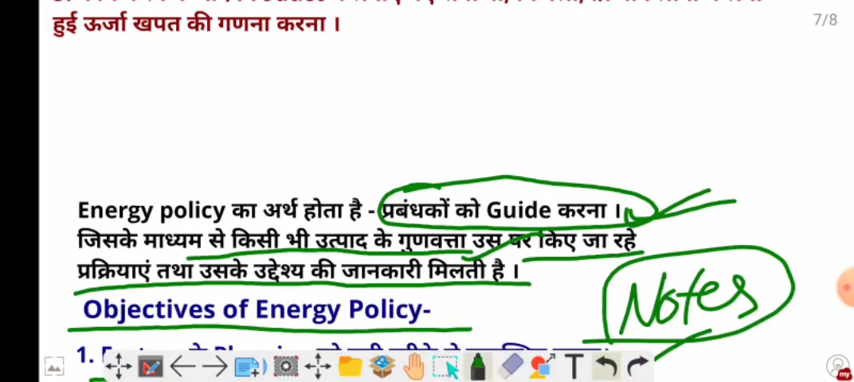 हुई ऊर्जा खपत की गणना करना ।
7/8
Energy policy का अर्थ होता है - प्रबंधकों को Guide करना ।
जिसके माध्यम से किसी भी उत्पाद के गुणवत्ता उस पर किए जा रहे
प्रक्रियाएं तथा उसके उद्देश्य की जानकारी मिलती है ।
Notes
Objectives of Energy Policy-
1.
T